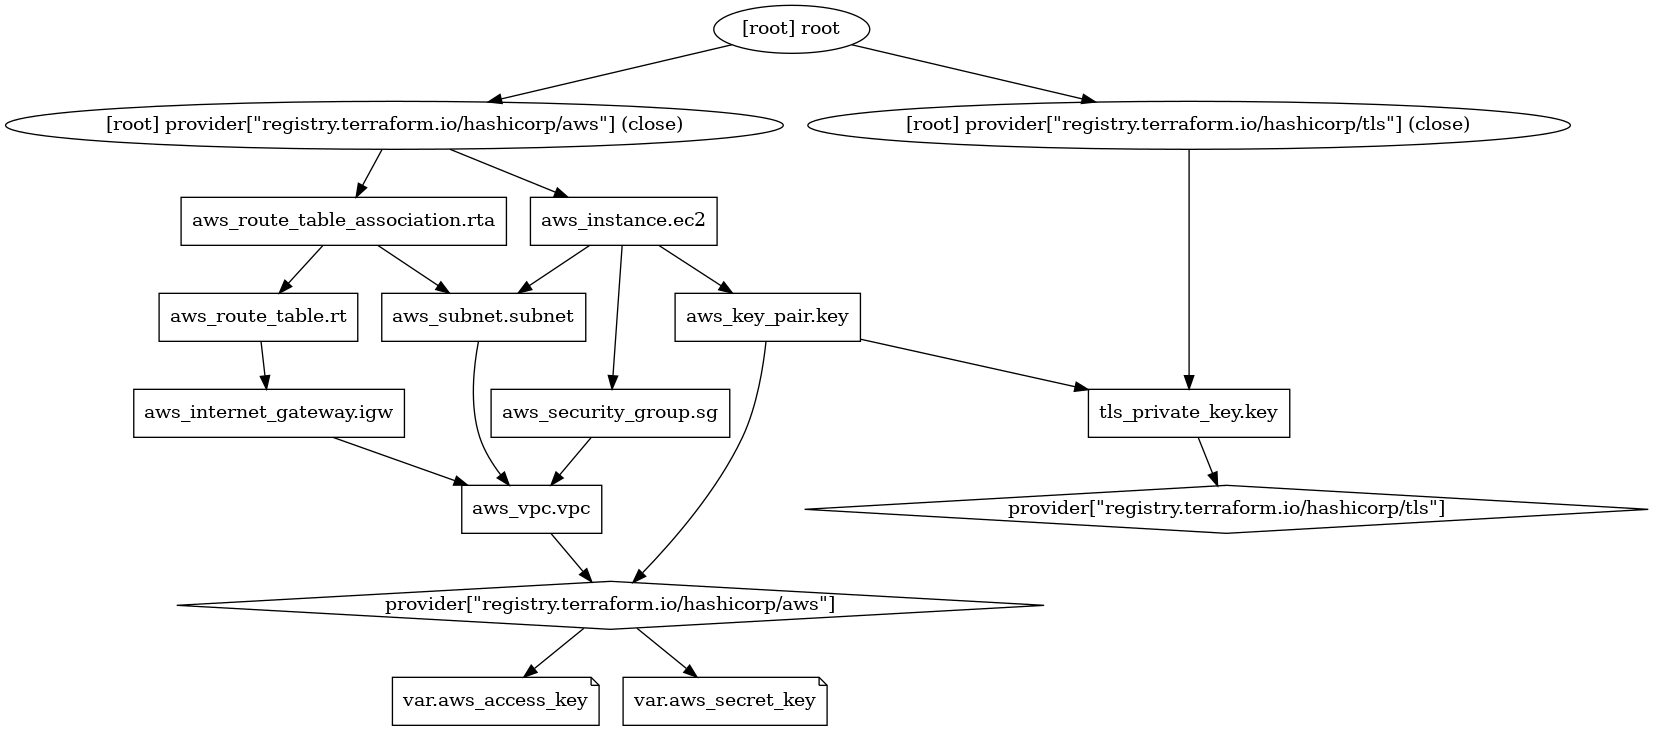 [root] root
[root] provider["registry.terraform.io/hashicorp/aws"] (close)
[root] provider["registry.terraform.io/hashicorp/tls"] (close)
aws_route_table_association.rta
aws_instance.ec2
aws_route_table.rt
aws_subnet.subnet
aws_key_pair.key
aws_internet_gateway.igw
aws_security_group.sg
tls_private_key.key
aws_vpc.vpc
provider["registry.terraform.io/hashicorp/tls"]
provider["registry.terraform.io/hashicorp/aws"]
var.aws_access_key
var.aws_secret_key